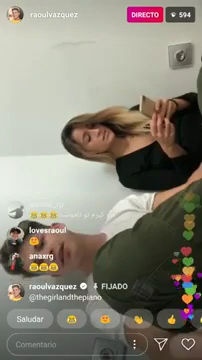 raoulvazquez
DIRECTO
594
lovesraoul
anaxrg
raoulvazquez
FIJADO
@thegirlandthepiano
Saludar
Comentario